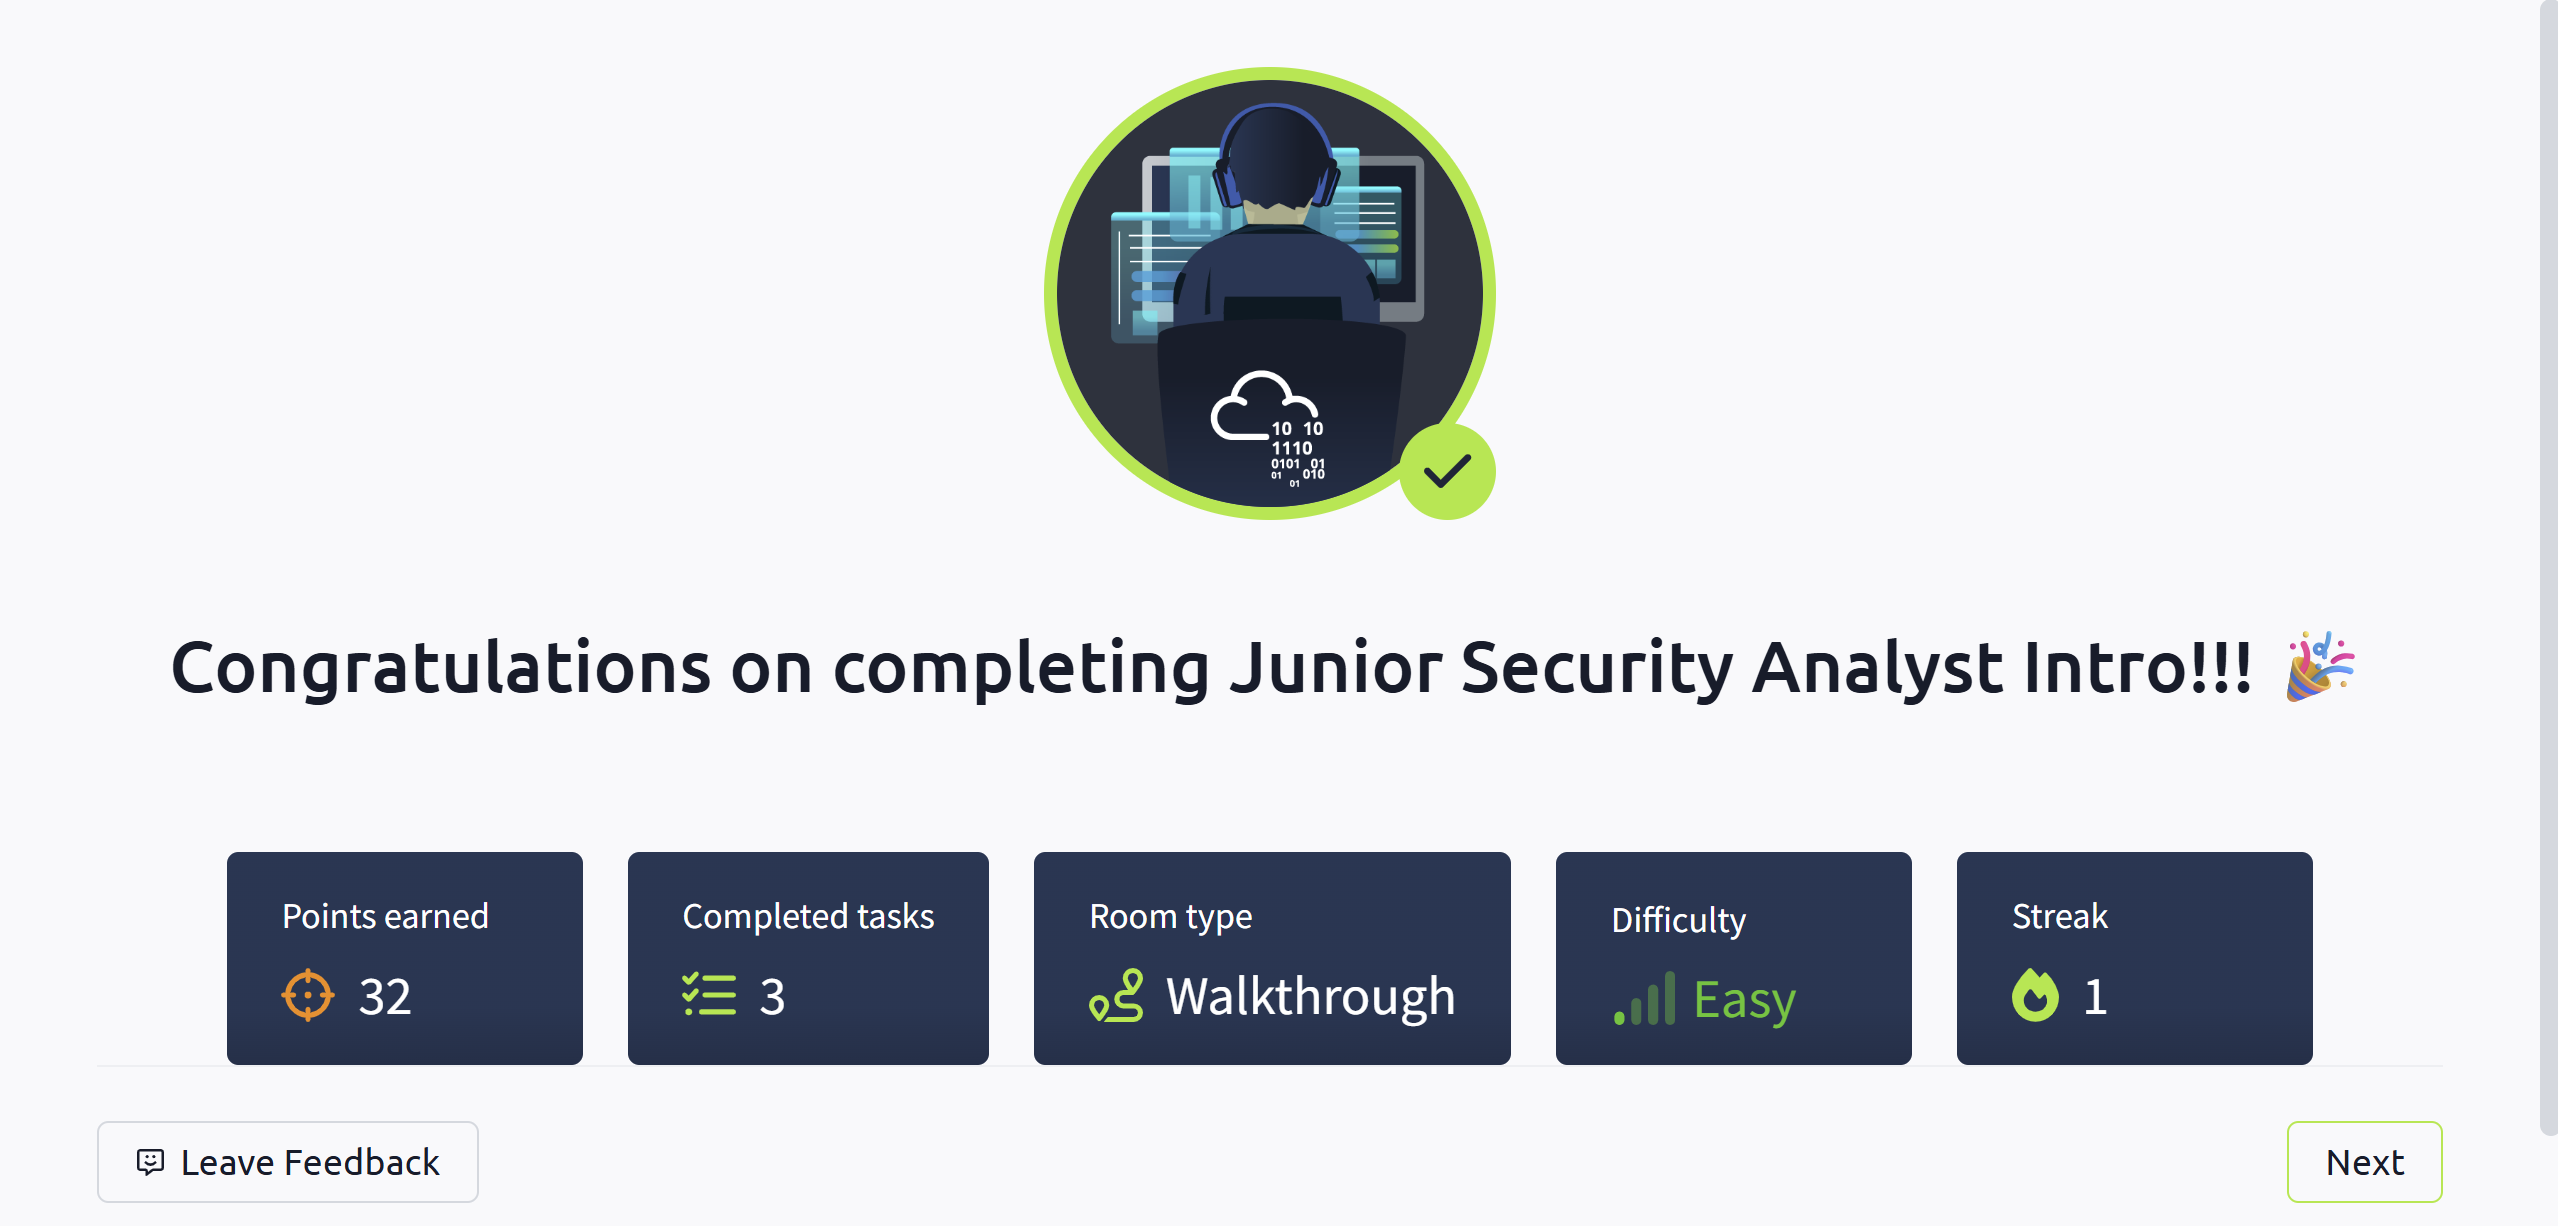 10 10
1110
0101 01
01 010
01
Congratulations on completing Junior Security Analyst Intro!!! 🎉
Points earned
32
Completed tasks
3
Room type
Walkthrough
Difficulty
Easy
Streak
1
Leave Feedback
Next